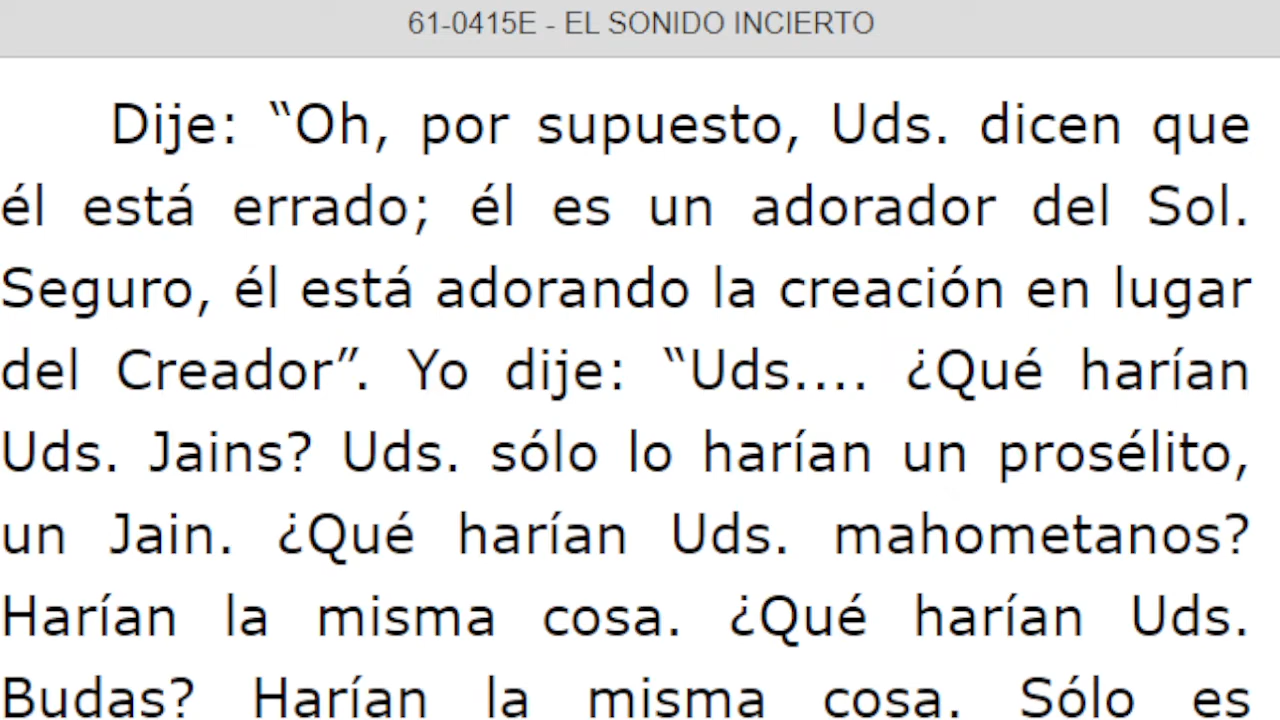 61-0415E - EL SONIDO INCIERTO
Dije: “Oh, por supuesto, Uds. dicen que
él está errado; él es un adorador del Sol.
Seguro, él está adorando la creación en lugar
del Creador”. Yo dije: “Uds.... ¿Qué harían
Uds. Jains? Uds. sólo lo harían un prosélito,
un Jain. ¿Qué harían Uds. mahometanos?
Harían la misma cosa. ¿Qué harían Uds.
Budas? Harían la misma cosa. Sólo es